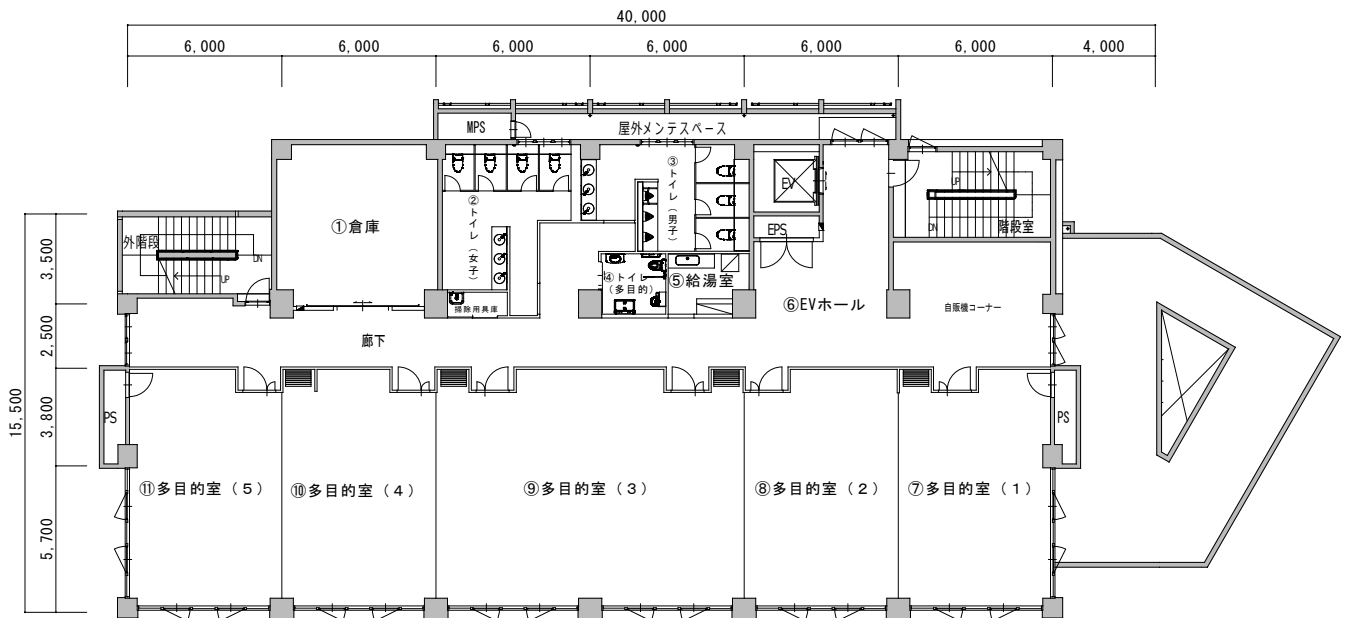 40,000
6,000 6,000 6,000 6,000 6,000 6,000 4,000
MPS
屋外メンテスペース
③トイレ(男子)
②トイレ(女子)
①倉庫
EV
EPS
UP
DN
階段室
外階段
DN
UP
④トイレ
(多目的)
⑤給湯室
⑥EVホール
自販機コーナー
掃除用具庫
廊下
3,500
2,500
15,500
3,800
5,700
PS
PS
⑪多目的室(5)
⑩多目的室(4)
⑨多目的室(3)
⑧多目的室(2)
⑦多目的室(1)